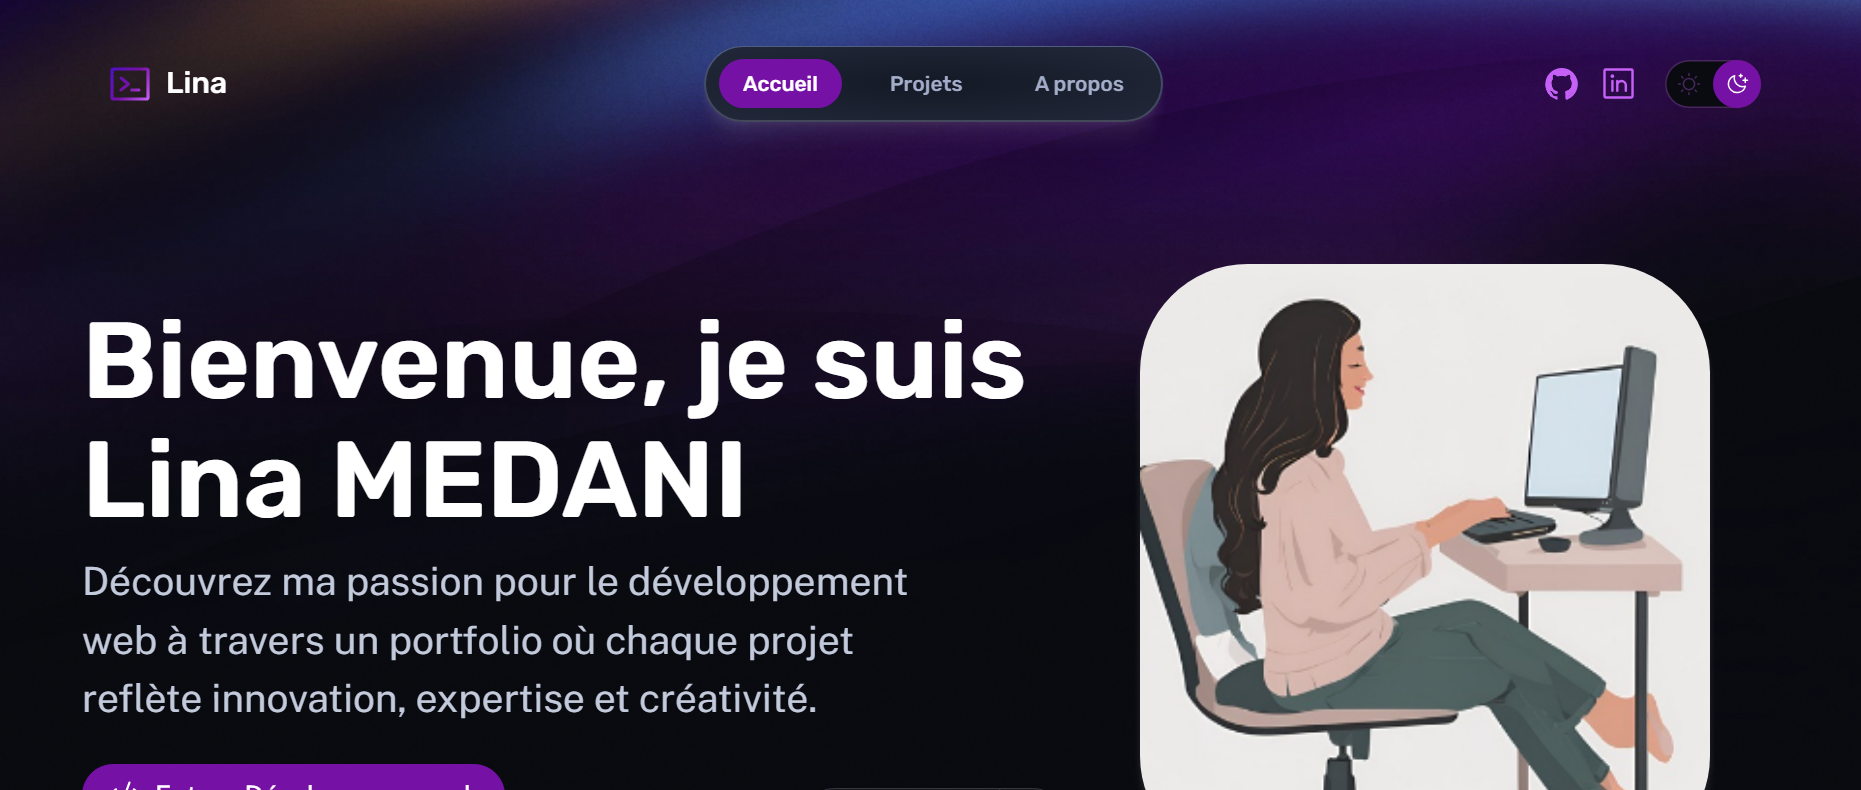 Lina
Accueil
Projets
A propos
Bienvenue, je suis
Lina MEDANI
Découvrez ma passion pour le développement
web à travers un portfolio où chaque projet
reflète innovation, expertise et créativité.